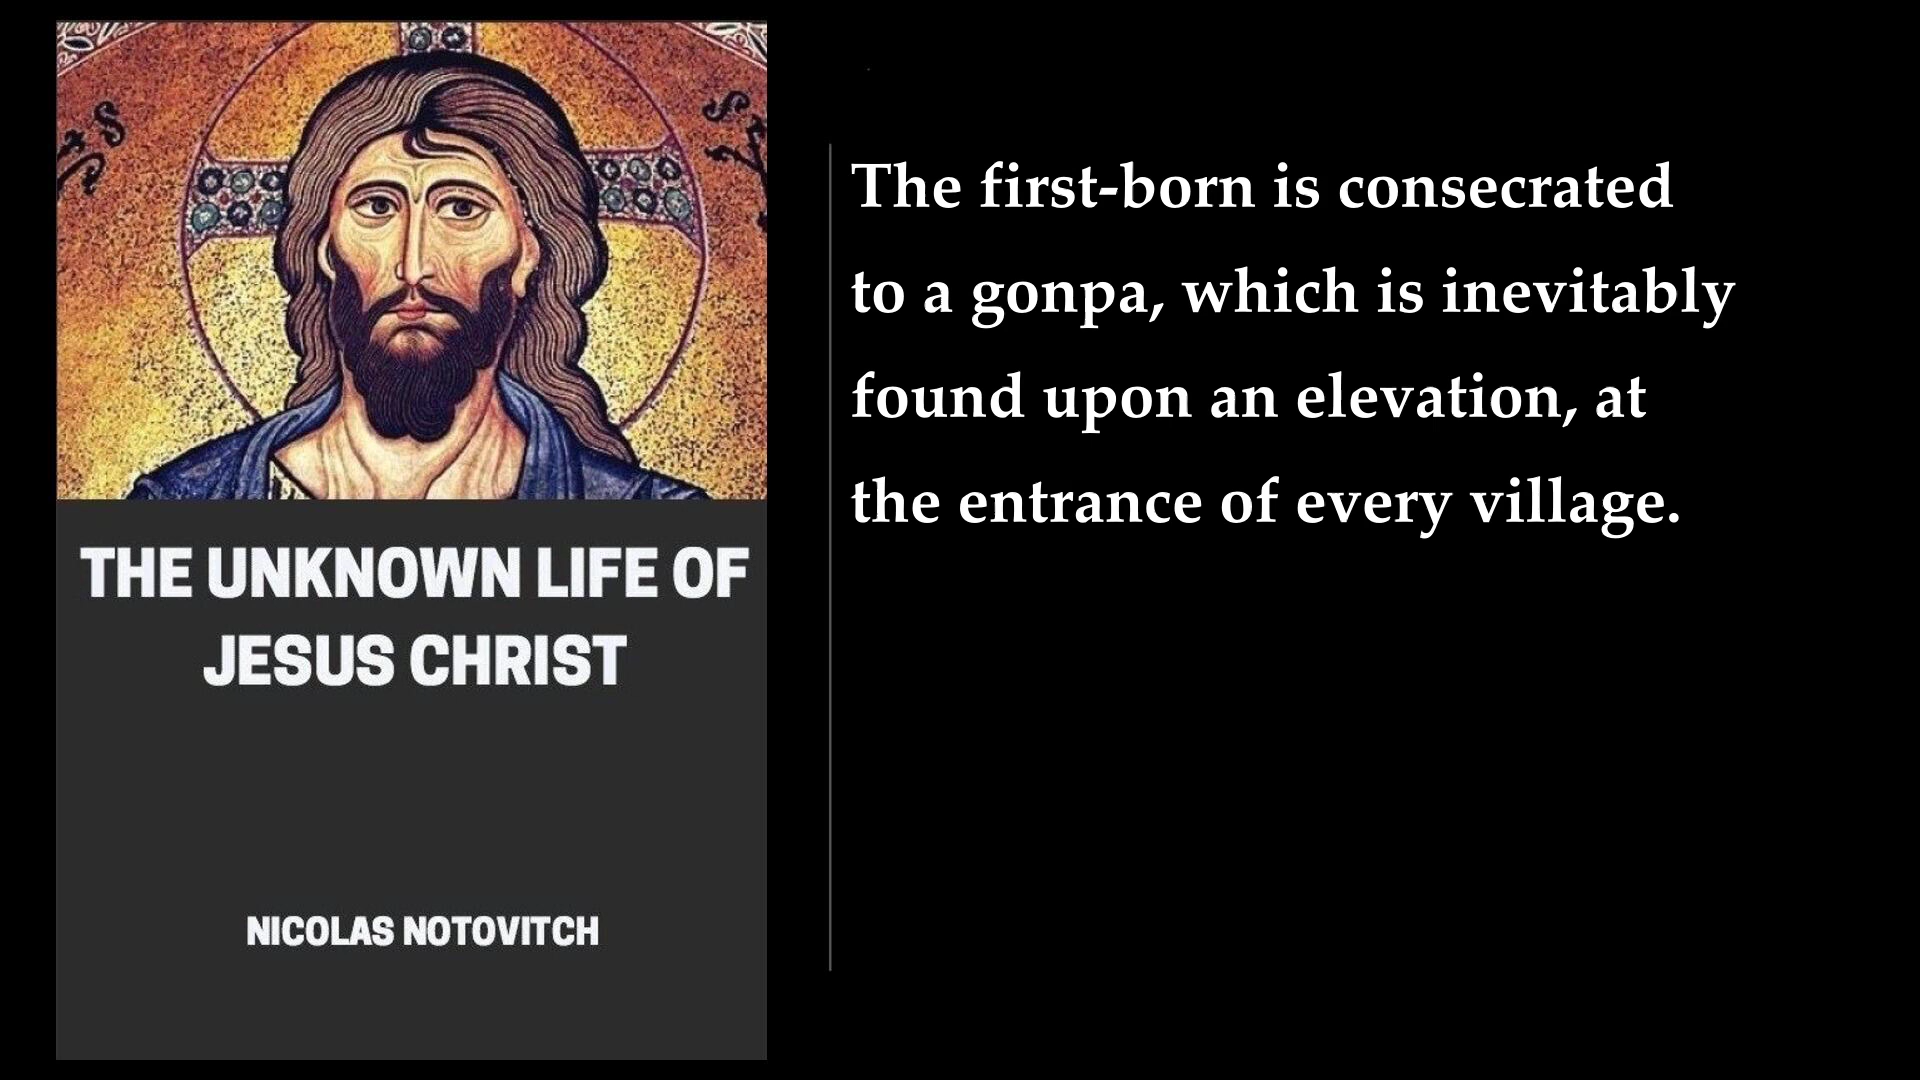 THE UNKNOWN LIFE OF
JESUS CHRIST
NICOLAS NOTOVITCH
The first-born is consecrated
to a gonpa, which is inevitably
found upon an elevation, at
the entrance of every village.